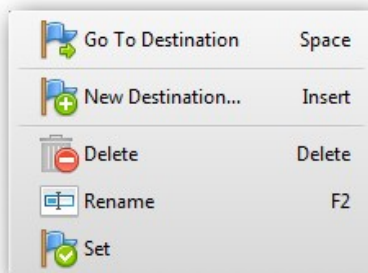 Go To Destination Space
New Destination... Insert
Delete Delete
Rename F2
Set